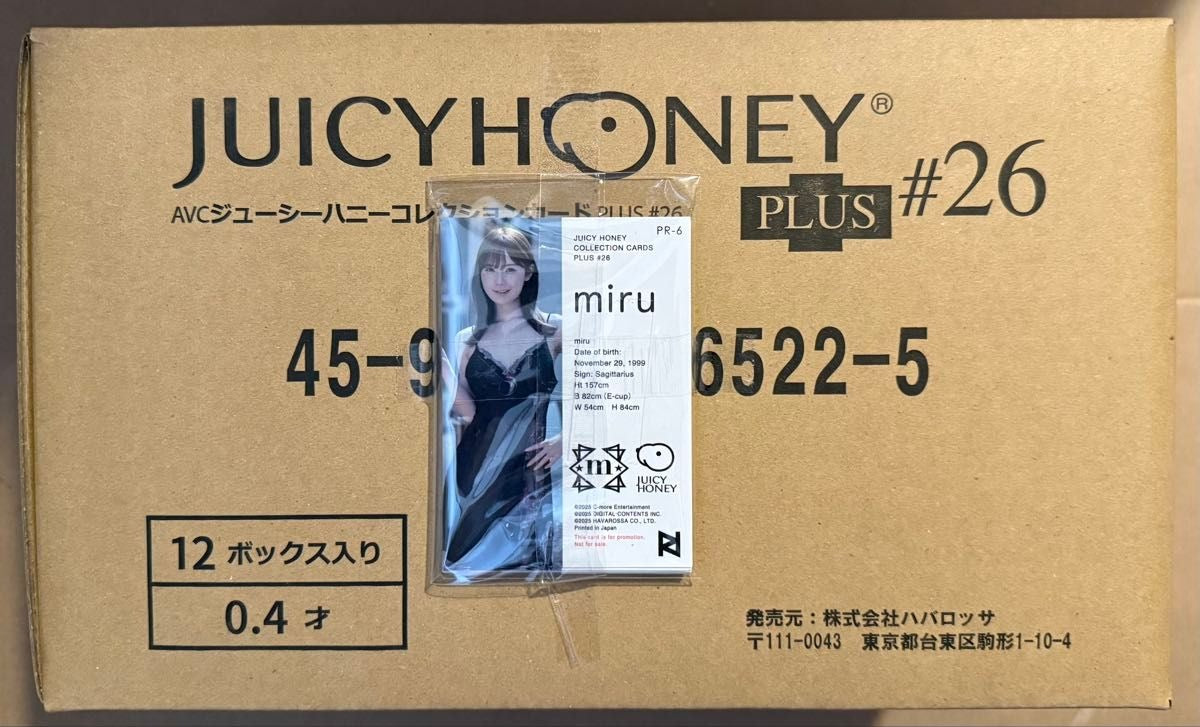 JUICY HONEY®
AVCジューシーハニーコレクションカード PLUS #26
PLUS #26
45-9
6522-5
PR-6
JUICY HONEY
COLLECTION CARDS
PLUS #26
miru
miru
Date of birth:
November 29, 1999
Sign: Sagittarius
Ht 157cm
B 82cm (E-cup)
W 54cm H 84cm
m
JUICY
HONEY
©2025 C-more Entertainment
©2025 DIGITAL CONTENTS INC.
©2025 HAVAROSSA CO., LTD.
Printed in Japan
This card is for promotion.
Not for sale.
12 ボックス入り
0.4 才
発売元：株式会社ハバロッサ
〒111-0043 東京都台東区駒形1-10-4